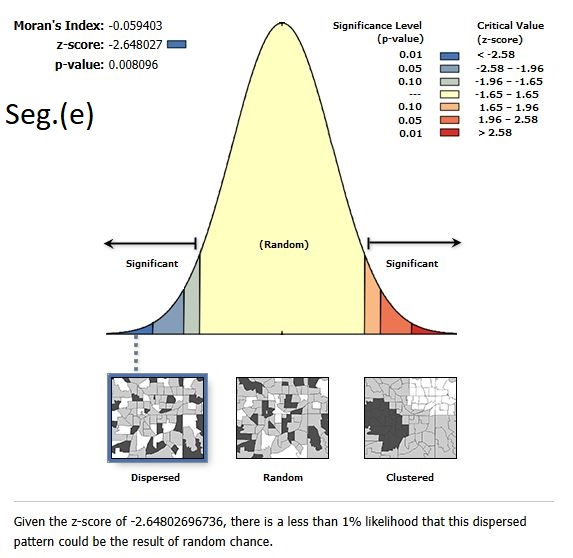 Moran's Index: -0.059403
z-score: -2.648027
p-value: 0.008096
Seg.(e)
Significance Level
(p-value)
Critical Value
(z-score)
0.01 < -2.58
0.05 -2.58 – -1.96
0.10 -1.96 – -1.65
--- -1.65 – 1.65
0.10 1.65 – 1.96
0.05 1.96 – 2.58
0.01 > 2.58
(Random)
Significant
Significant
Dispersed
Random
Clustered
Given the z-score of -2.64802696736, there is a less than 1% likelihood that this dispersed
pattern could be the result of random chance.